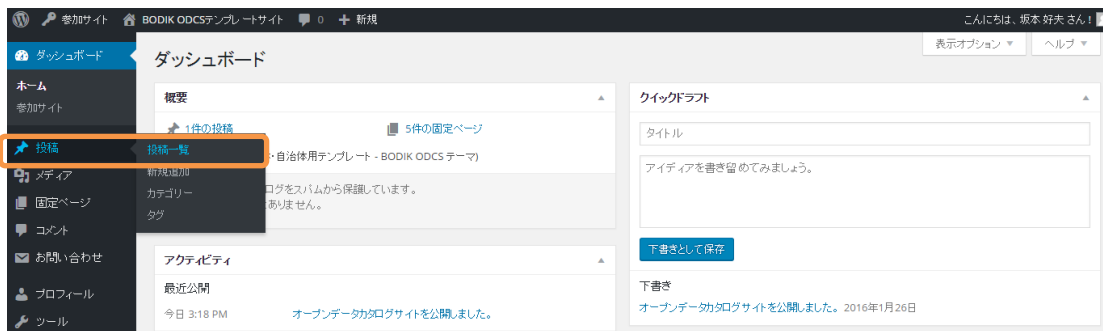 参加サイト BODIK ODCSテンプレートサイト 0 新規 こんにちは、坂本 好夫 さん!
ダッシュボード
ホーム
参加サイト
投稿
メディア
固定ページ
コメント
お問い合わせ
プロフィール
ツール
投稿一覧
新規追加
カテゴリー
タグ
表示オプション ▼ ヘルプ ▼
ダッシュボード
概要
1件の投稿 5件の固定ページ
・自治体用テンプレート - BODIK ODCS テーマ)
ログをスパムから保護しています。
ありません。
アクティビティ
最近公開
今日 3:18 PM オープンデータカタログサイトを公開しました。
クイックドラフト
タイトル
アイディアを書き留めてみましょう。
下書きとして保存
下書き
オープンデータカタログサイトを公開しました。 2016年1月26日